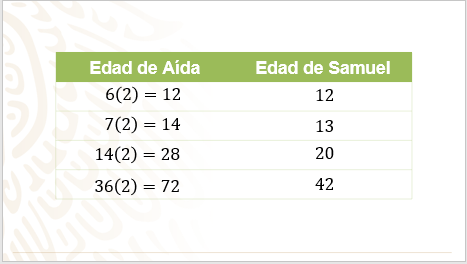 Edad de Aída Edad de Samuel
6(2) = 12 12
7(2) = 14 13
14(2) = 28 20
36(2) = 72 42